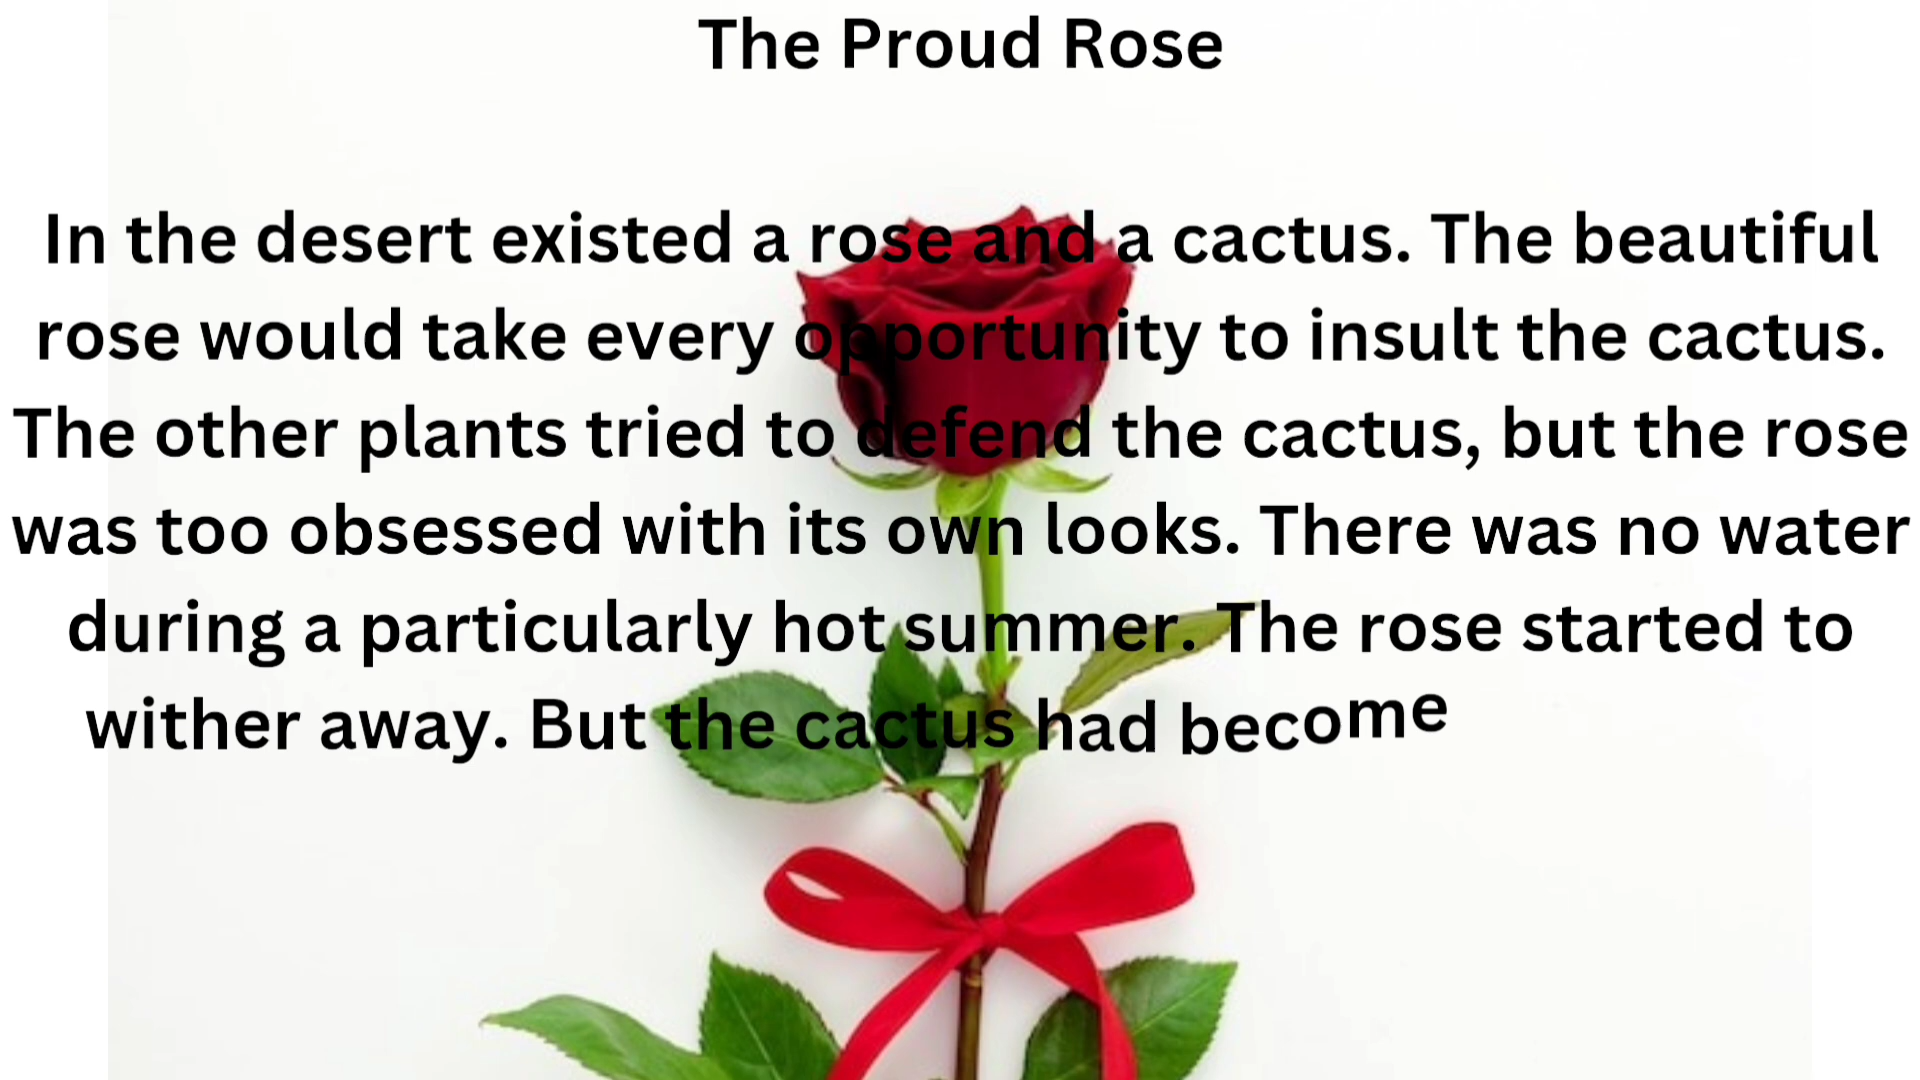 The Proud Rose
In the desert existed a rose and a cactus. The beautiful
rose would take every opportunity to insult the cactus.
The other plants tried to defend the cactus, but the rose
was too obsessed with its own looks. There was no water
during a particularly hot summer. The rose started to
wither away. But the cactus had become